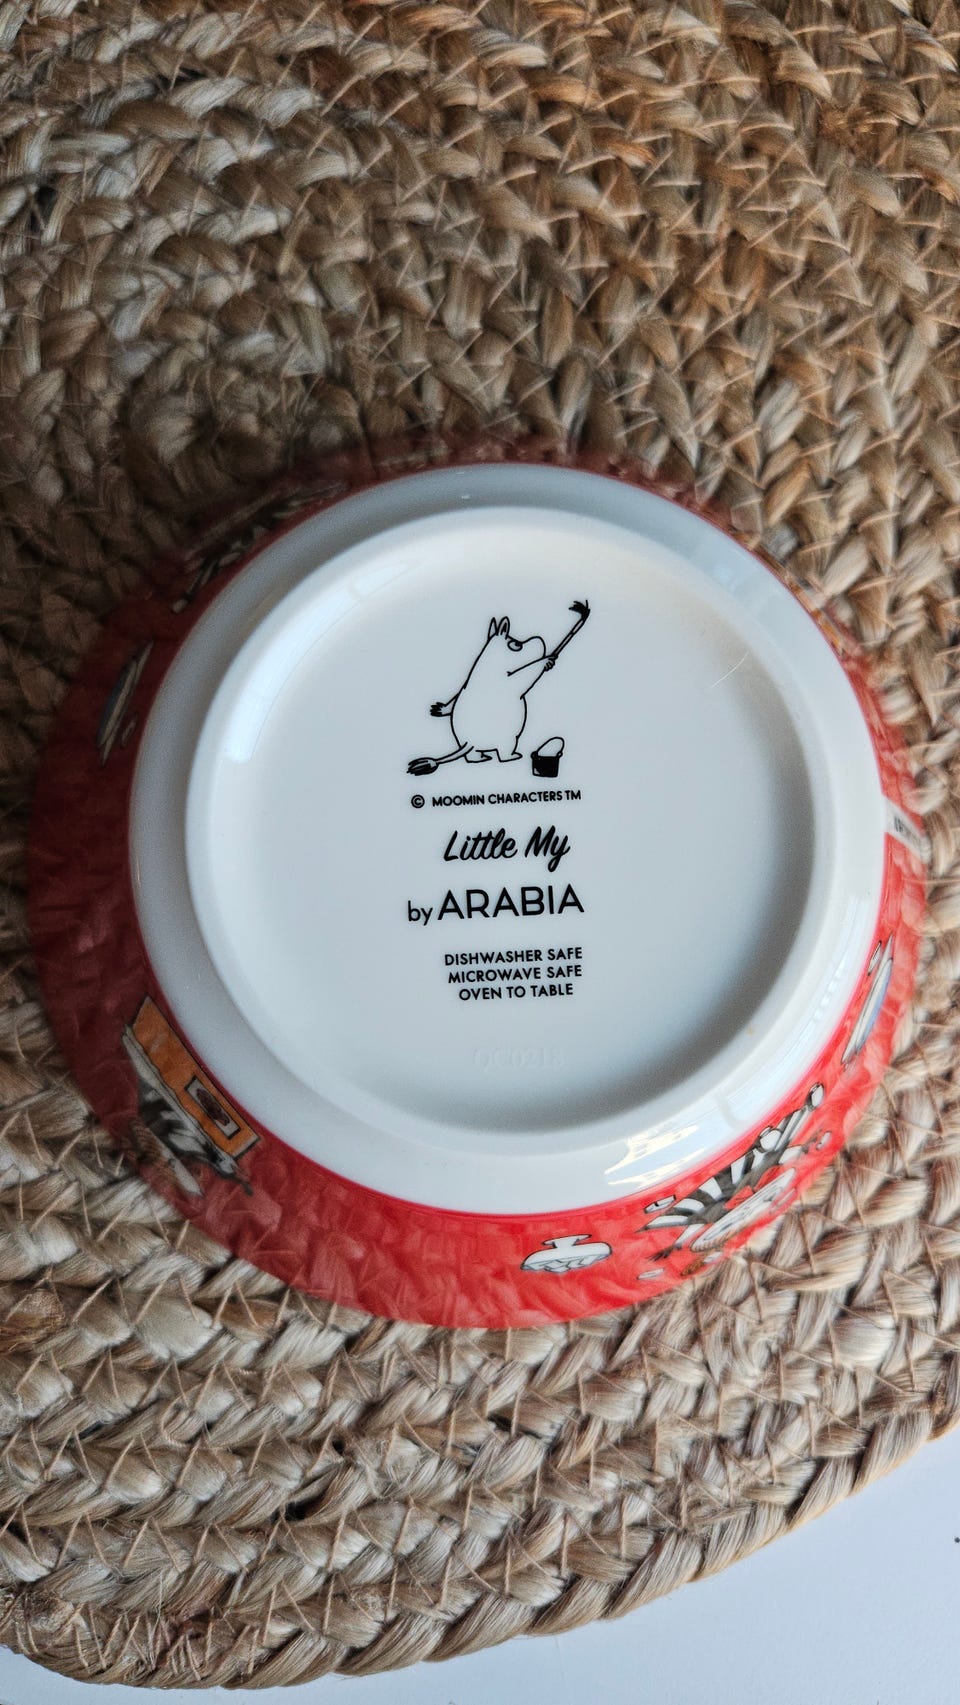 © MOOMIN CHARACTERS TM
Little My
by ARABIA
DISHWASHER SAFE
MICROWAVE SAFE
OVEN TO TABLE